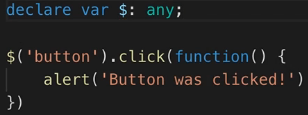 declare var $: any;
$('button').click(function() {
    alert('Button was clicked!')
})